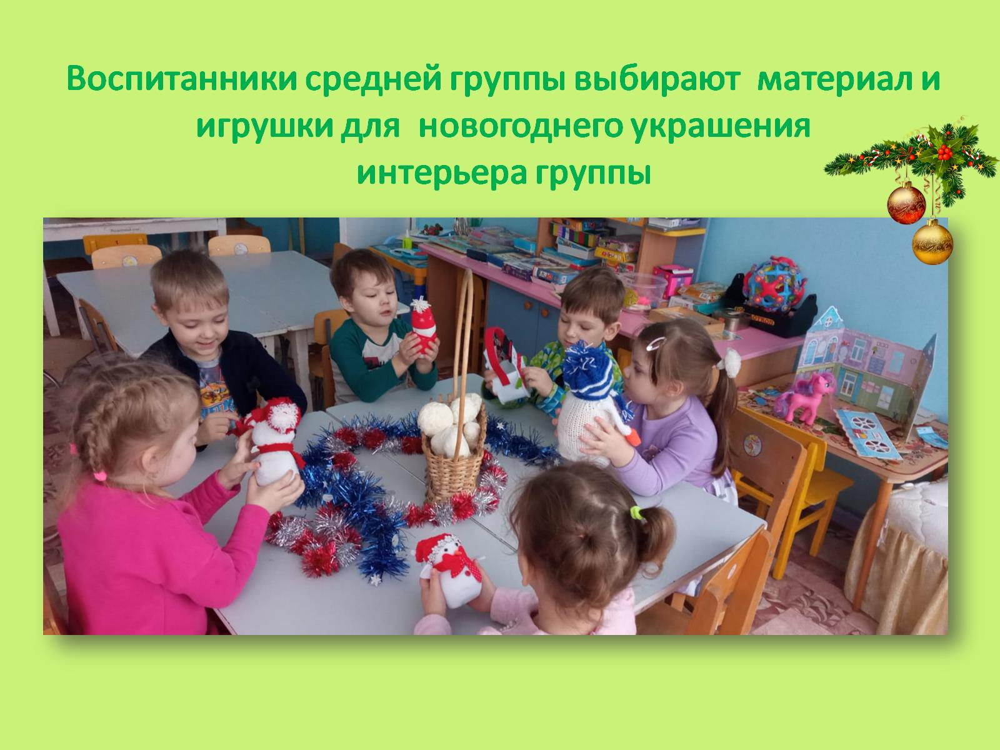 Воспитанники средней группы выбирают материал и
игрушки для новогоднего украшения
интерьера группы